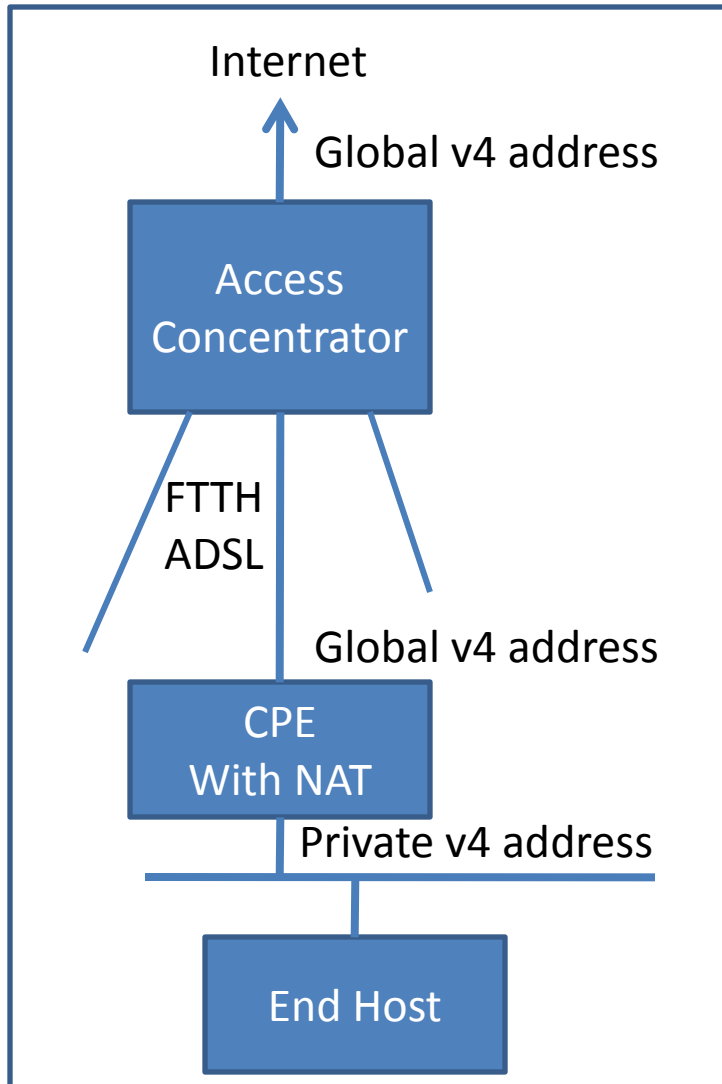 Internet
Global v4 address
Access
Concentrator
FTTH
ADSL
Global v4 address
CPE
With NAT
Private v4 address
End Host